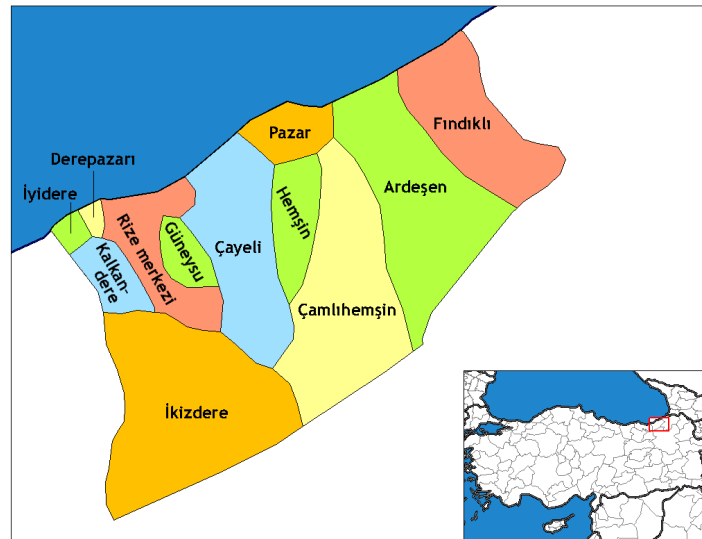 Fındıklı
Pazar
Derepazarı
Ardeşen
İyidere
Hemşin
Rize merkezi
Güneysu
Çayeli
Kalkan-
dere
Çamlıhemşin
İkizdere